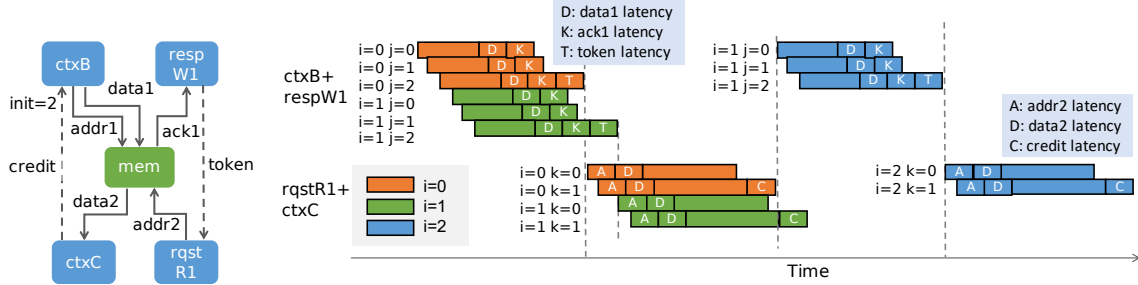 ctxB
resp
W1
data1
init=2
addr1
ack1
credit
mem
token
data2
addr2
ctxC
rqst
R1
D: data1 latency
K: ack1 latency
T: token latency
ctxB+
respW1
i=0 j=0
D K
i=0 j=1
D K
i=0 j=2
D K T
i=1 j=0
D K
i=1 j=1
D K
i=1 j=2
D K T
i=1 j=0
D K
i=1 j=1
D K
i=1 j=2
D K T
A: addr2 latency
D: data2 latency
C: credit latency
rqstR1+
ctxC
i=0 k=0
A D
i=0 k=1
A D C
i=1 k=0
A D
i=1 k=1
A D C
i=2 k=0
A D
i=2 k=1
A D C
i=0
i=1
i=2
Time